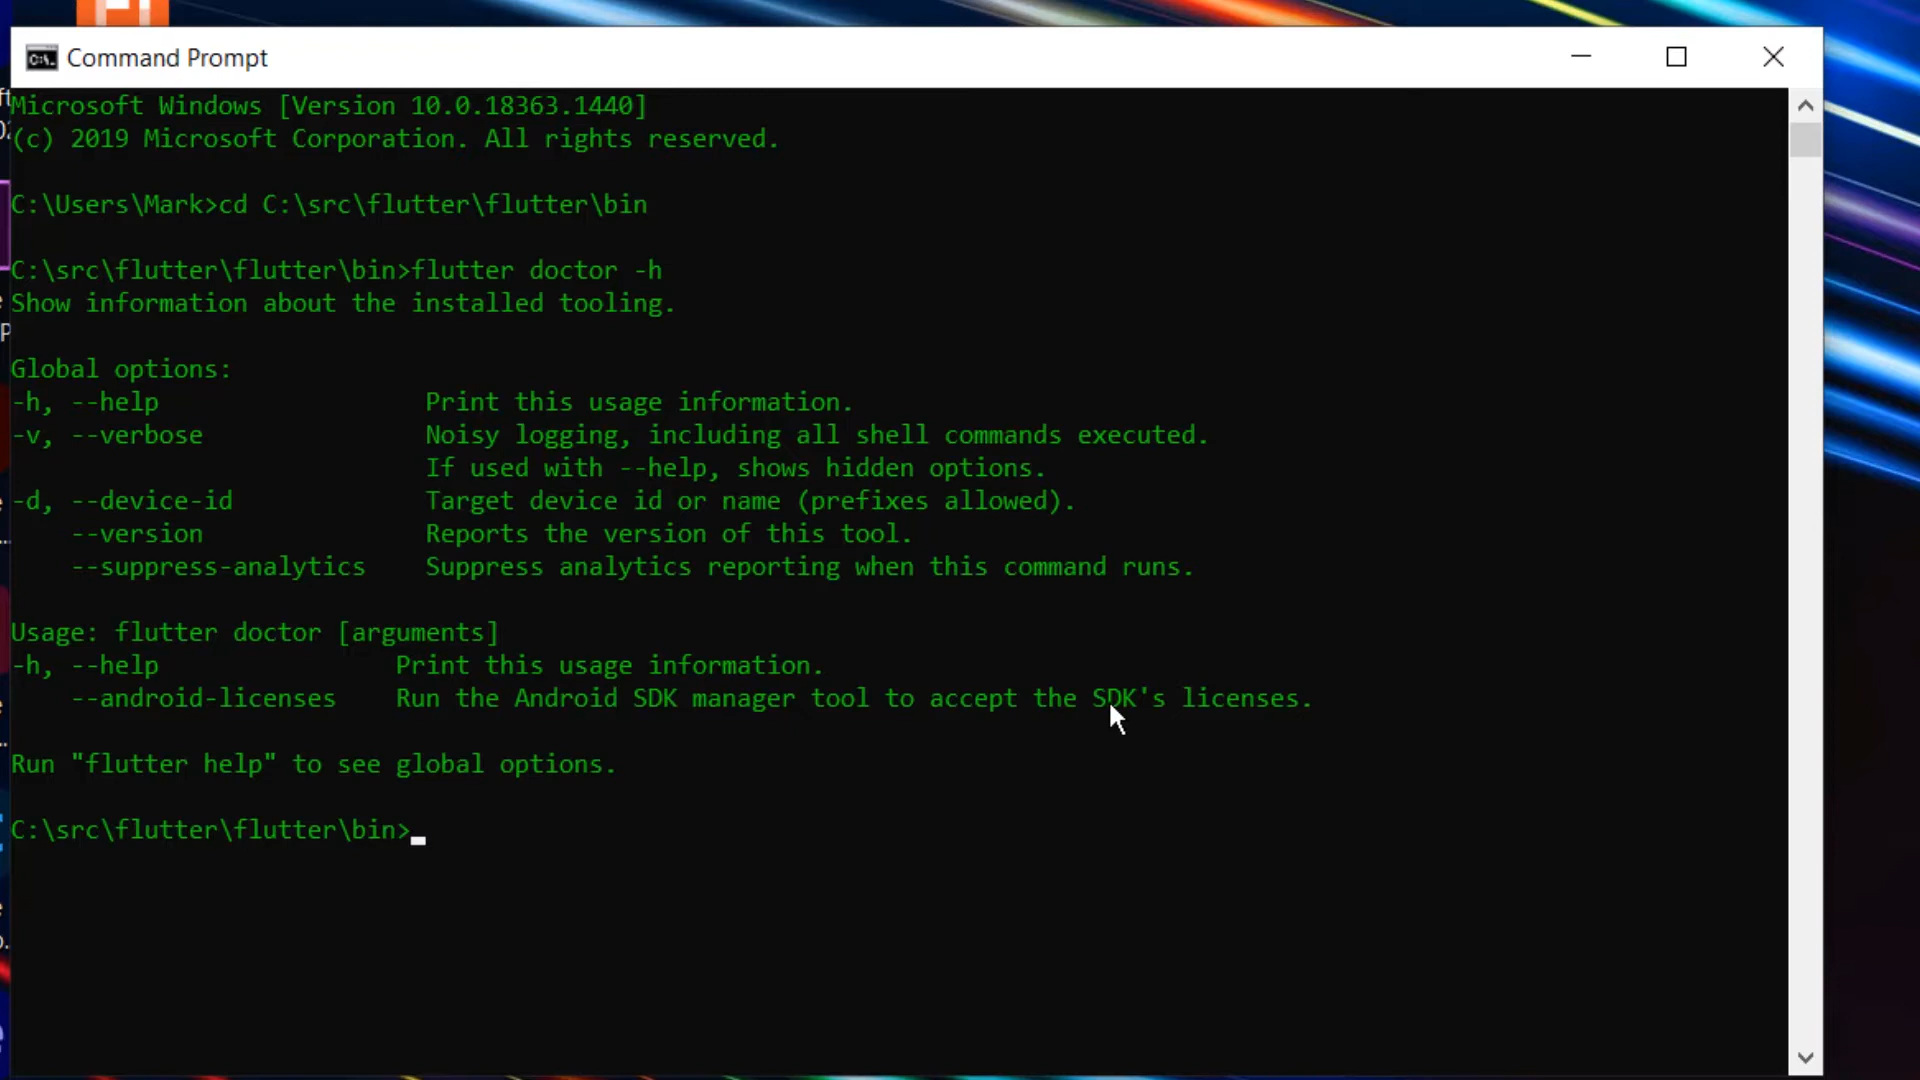 Command Prompt
Microsoft Windows [Version 10.0.18363.1440]
(c) 2019 Microsoft Corporation. All rights reserved.
C:\Users\Mark>cd C:\src\flutter\flutter\bin
C:\src\flutter\flutter\bin>flutter doctor -h
Show information about the installed tooling.
Global options:
-h, --help                  Print this usage information.
-v, --verbose               Noisy logging, including all shell commands executed.
                            If used with --help, shows hidden options.
-d, --device-id             Target device id or name (prefixes allowed).
    --version               Reports the version of this tool.
    --suppress-analytics    Suppress analytics reporting when this command runs.
Usage: flutter doctor [arguments]
-h, --help                Print this usage information.
    --android-licenses    Run the Android SDK manager tool to accept the SDK's licenses.
Run "flutter help" to see global options.
C:\src\flutter\flutter\bin>